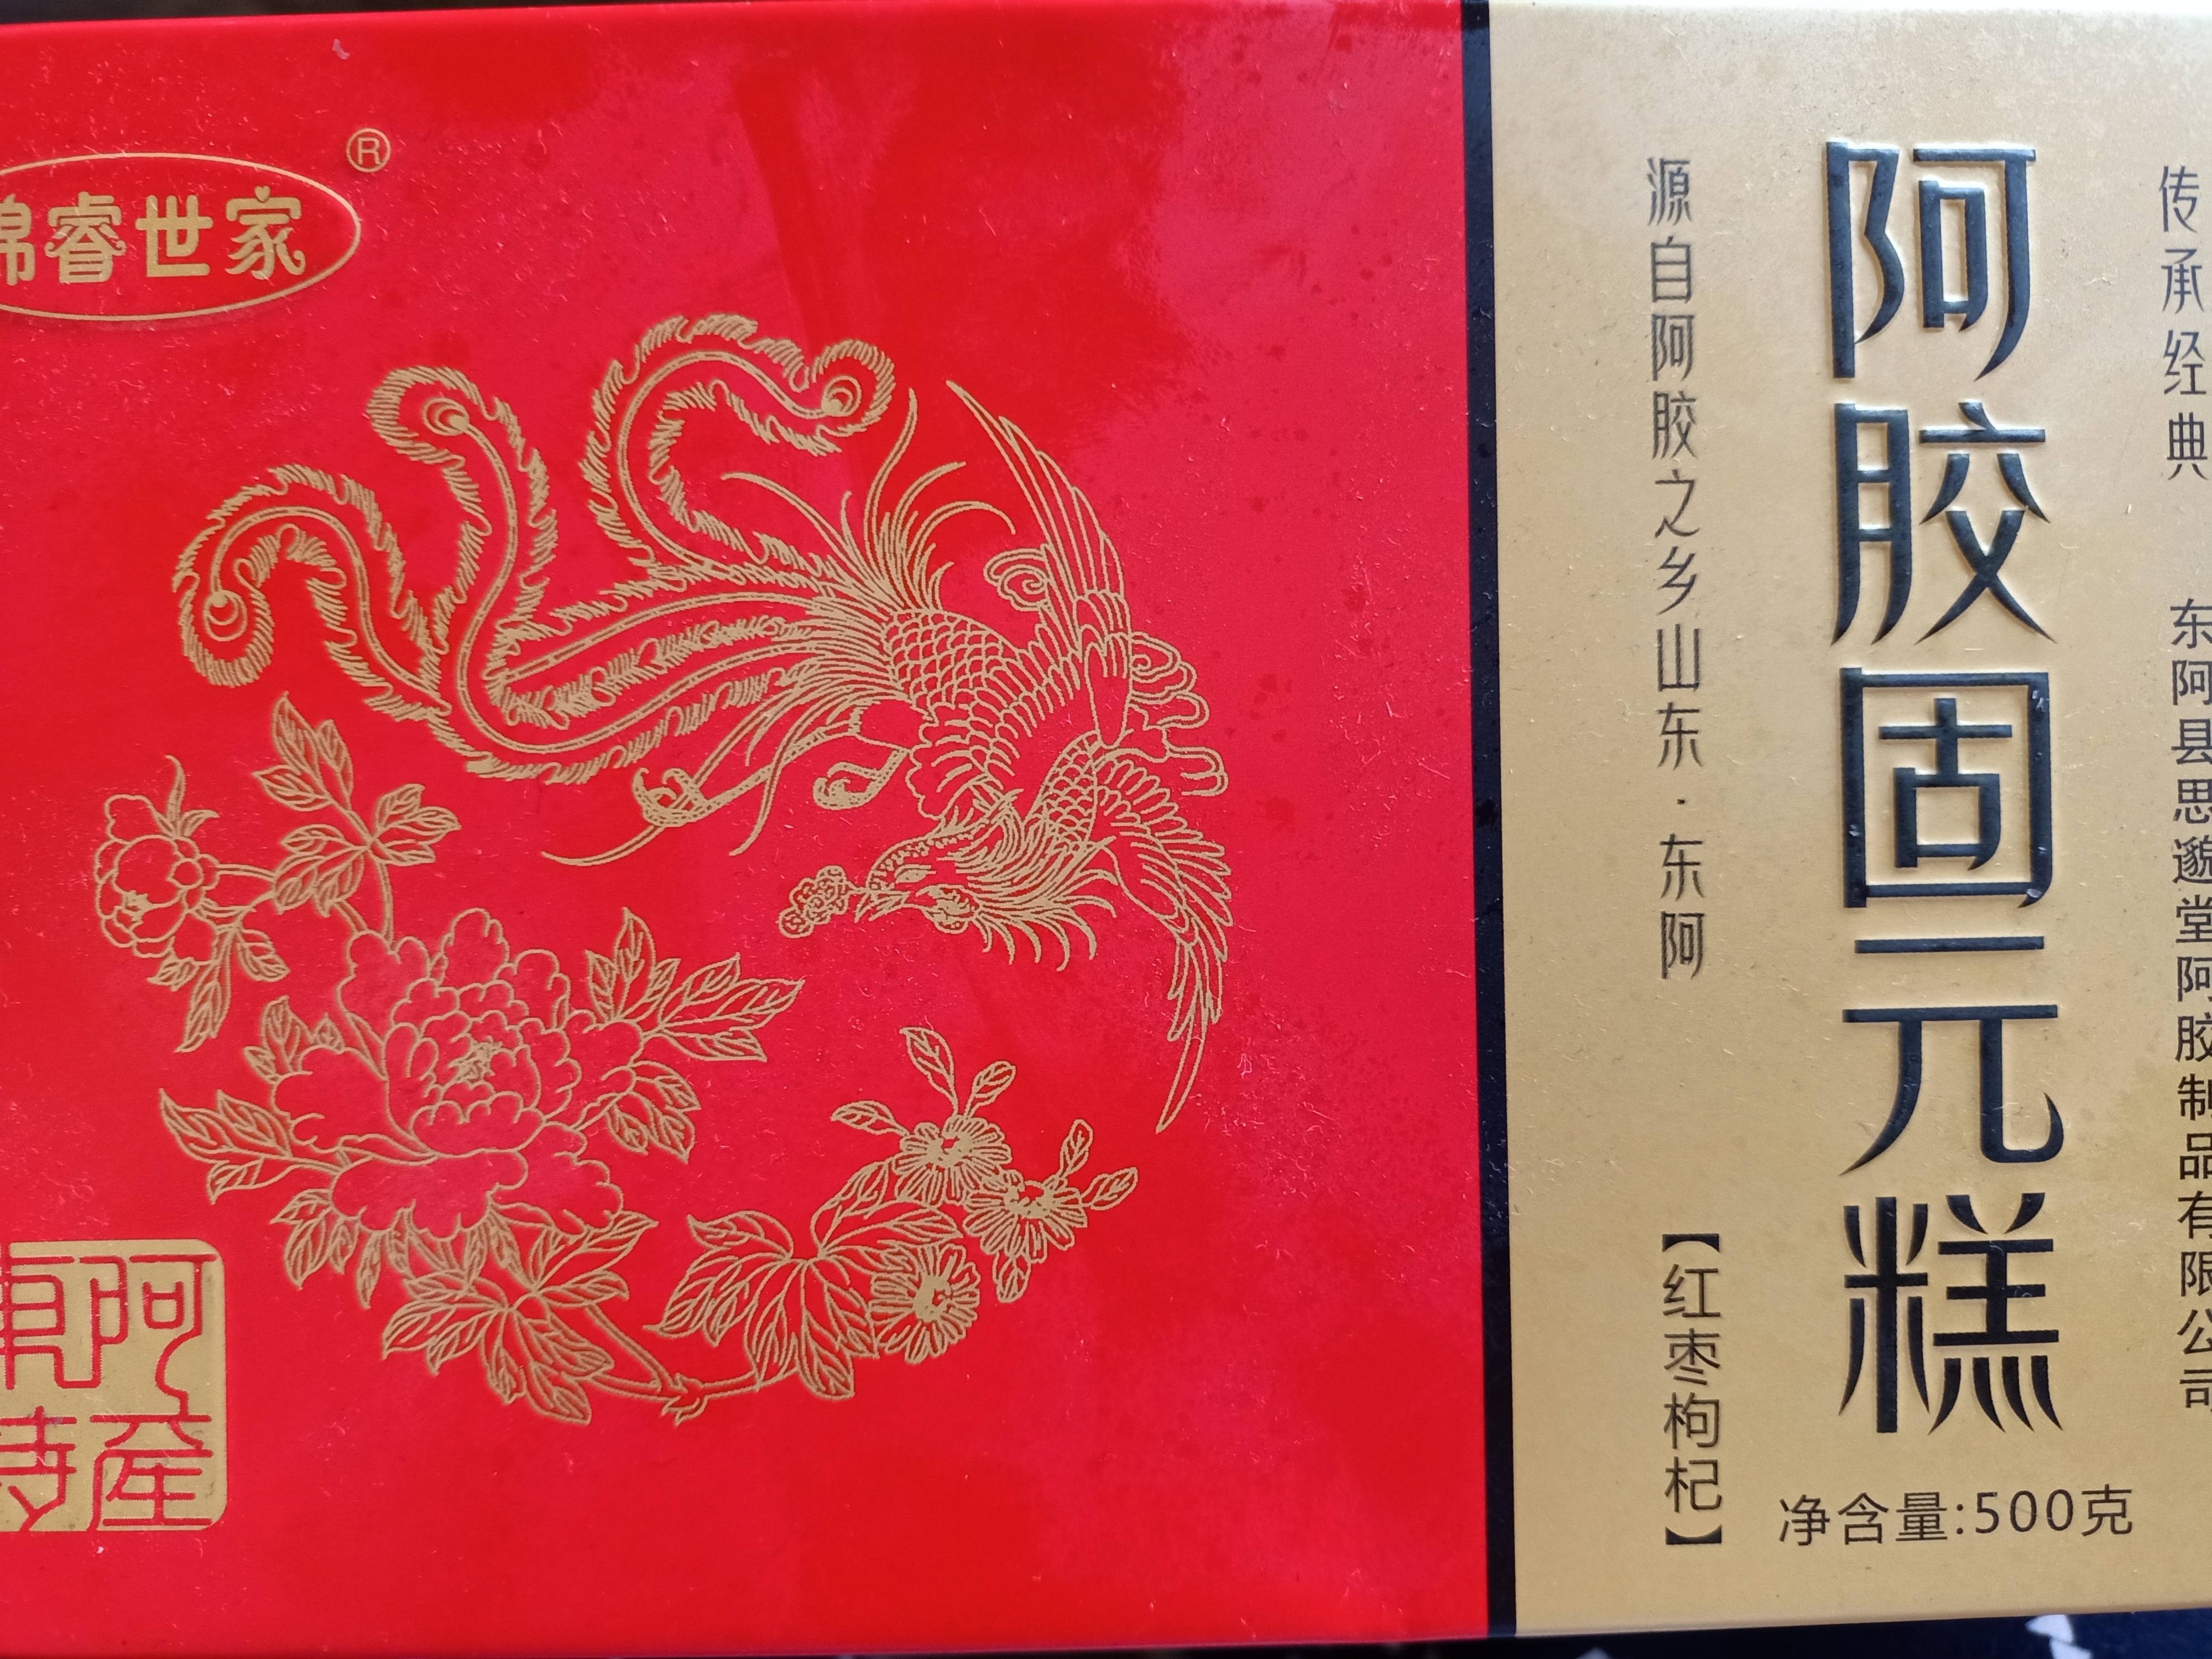 睿世家
®
阿
産
源自阿胶之乡山东·东阿
【红枣枸杞】
阿胶固元糕
净含量:500克
传承经典
东阿县思邈堂阿胶制品有限公司